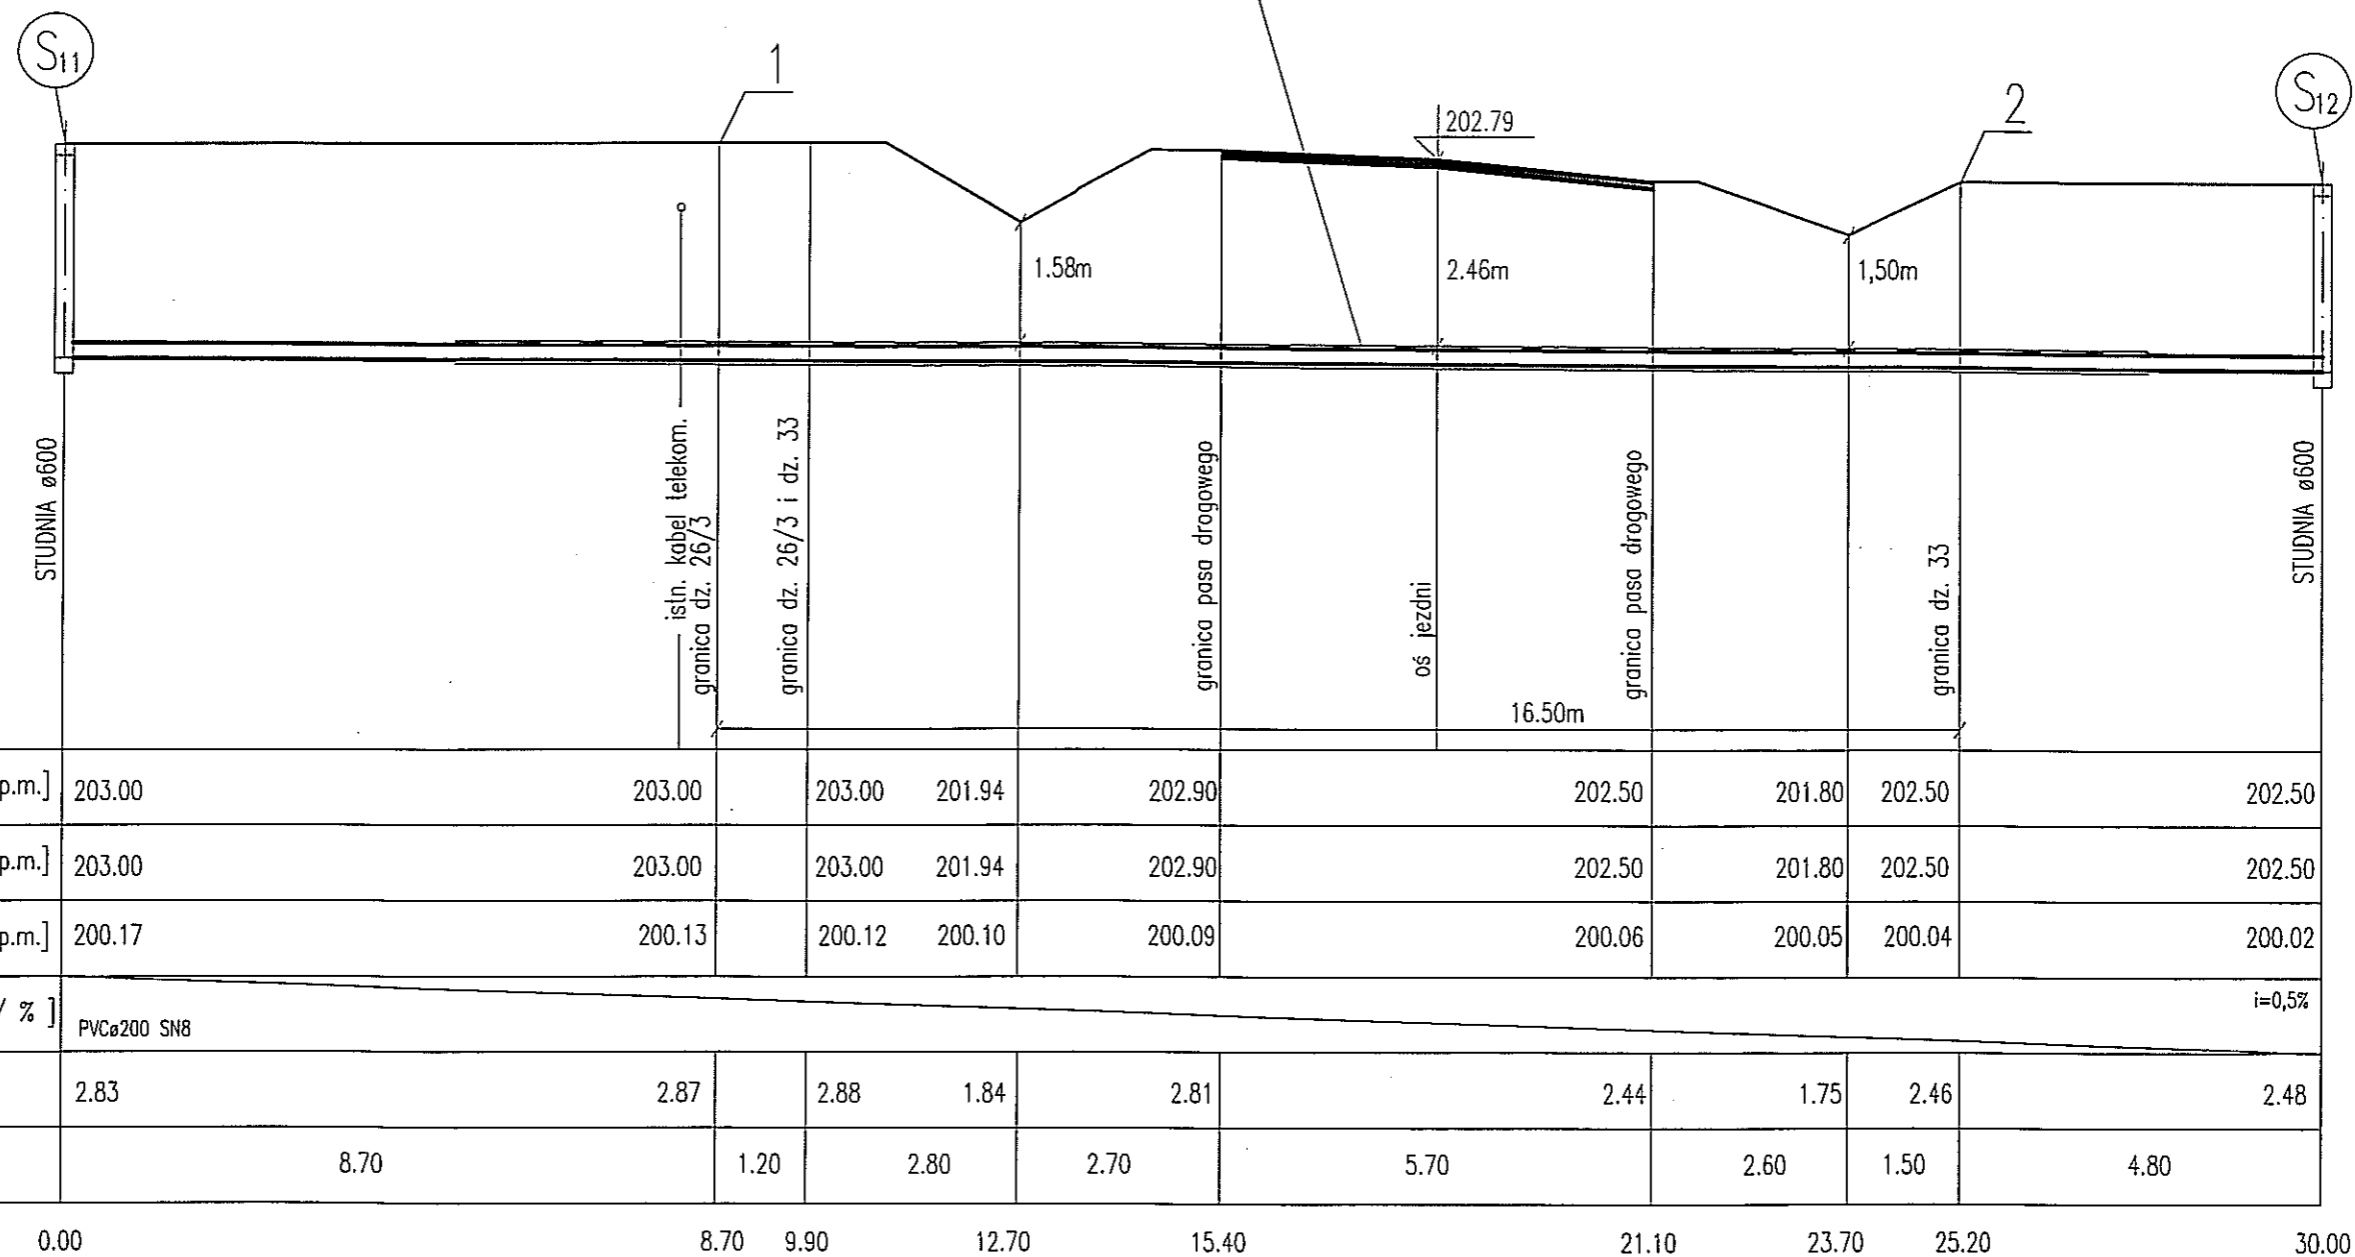 S11
1
202.79
2
S12
1.58m
2.46m
1,50m
STUDNIA ø600
istn. kabel telekom.
granica dz. 26/3
granica dz. 26/3 i dz. 33
granica pasa drogowego
oś jezdni
granica pasa drogowego
granica dz. 33
STUDNIA ø600
16.50m
p.m.] 203.00 203.00 203.00 201.94 202.90 202.50 201.80 202.50 202.50
p.m.] 203.00 203.00 203.00 201.94 202.90 202.50 201.80 202.50 202.50
p.m.] 200.17 200.13 200.12 200.10 200.09 200.06 200.05 200.04 200.02
/ % ] PVCø200 SN8 i=0,5%
2.83 2.87 2.88 1.84 2.81 2.44 1.75 2.46 2.48
8.70 1.20 2.80 2.70 5.70 2.60 1.50 4.80
0.00 8.70 9.90 12.70 15.40 21.10 23.70 25.20 30.00